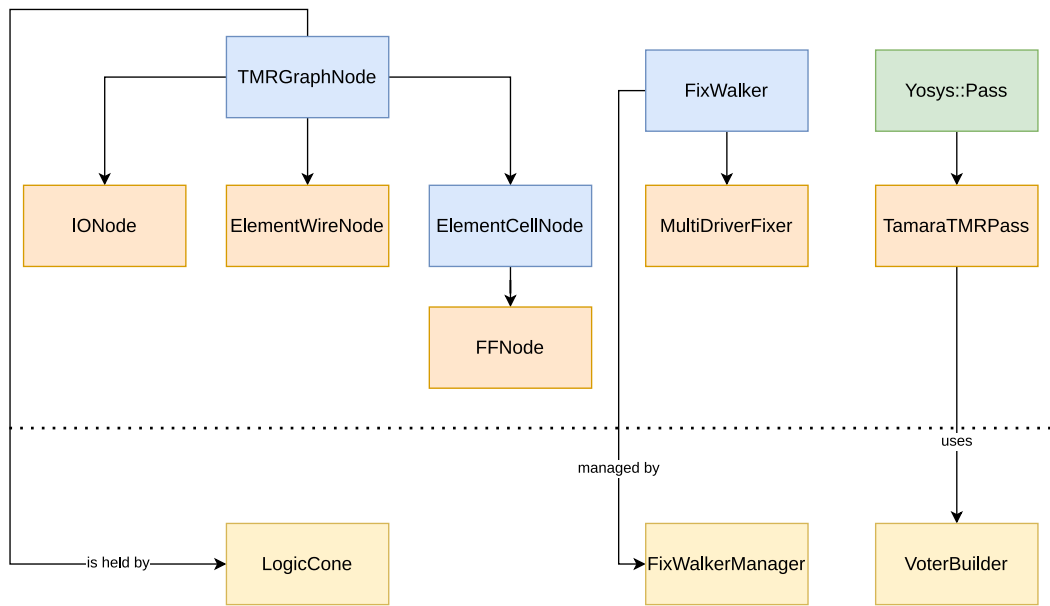 TMRGraphNode
FixWalker
Yosys::Pass
IONode
ElementWireNode
ElementCellNode
MultiDriverFixer
TamaraTMRPass
FFNode
uses
managed by
is held by
LogicCone
FixWalkerManager
VoterBuilder